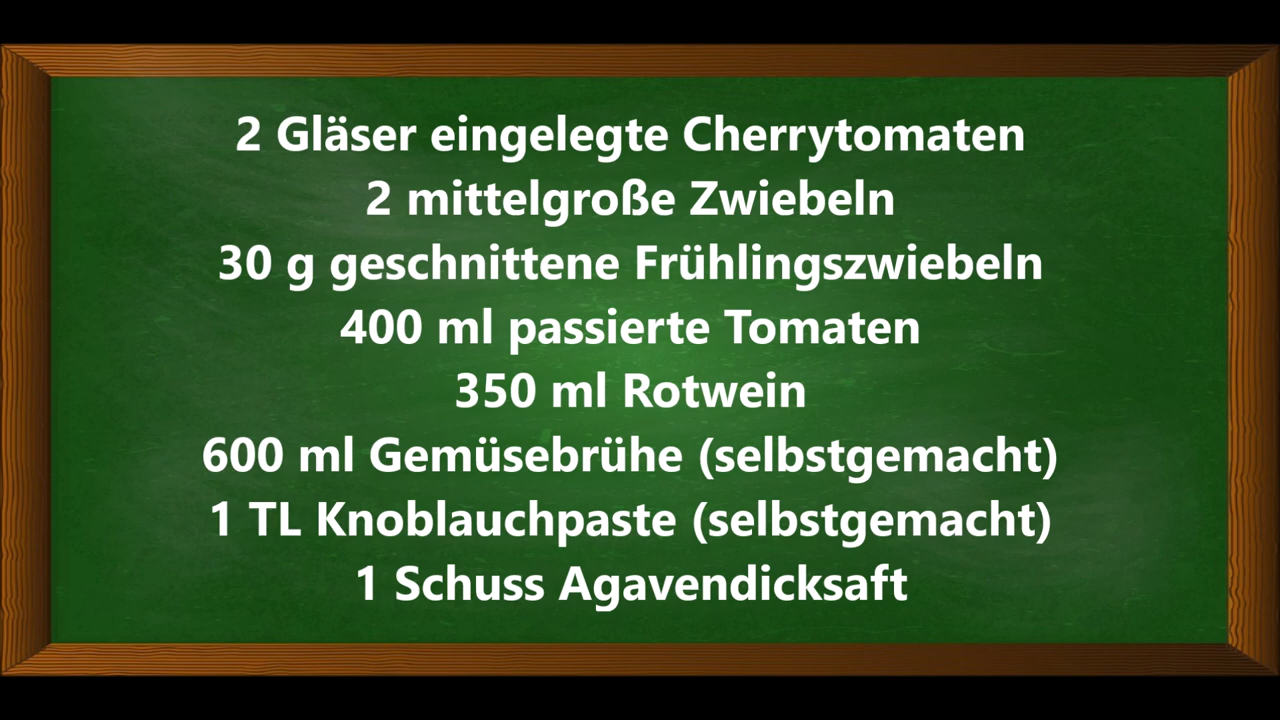 2 Gläser eingelegte Cherrytomaten
2 mittelgroße Zwiebeln
30 g geschnittene Frühlingszwiebeln
400 ml passierte Tomaten
350 ml Rotwein
600 ml Gemüsebrühe (selbstgemacht)
1 TL Knoblauchpaste (selbstgemacht)
1 Schuss Agavendicksaft